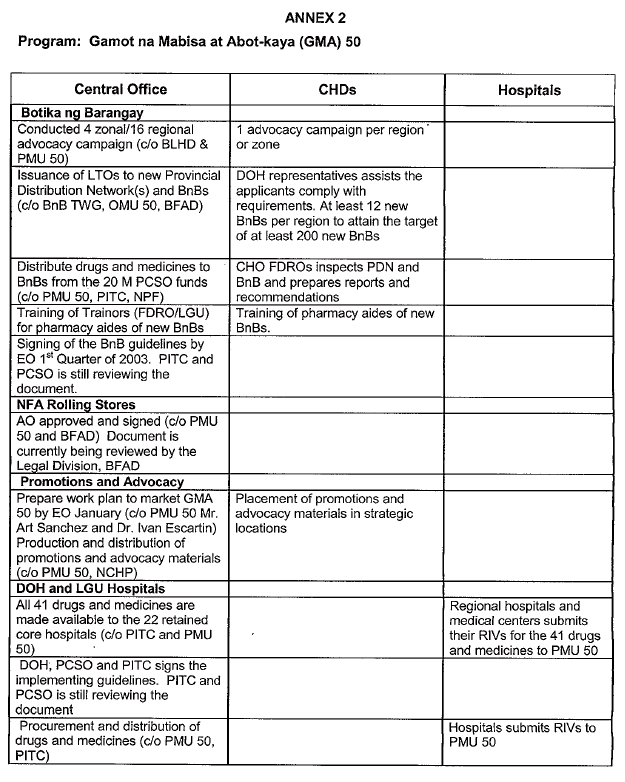 ANNEX 2
Program: Gamot na Mabisa at Abot-kaya (GMA) 50
Central Office
CHDs
Hospitals
Botika ng Barangay
Conducted 4 zonal/16 regional
advocacy campaign (c/o BLHD &
PMU 50)
1 advocacy campaign per region
or zone
Issuance of LTOs to new Provincial
Distribution Network(s) and BnBs
(c/o BnB TWG, OMU 50, BFAD)
DOH representatives assists the
applicants comply with
requirements. At least 12 new
BnBs per region to attain the target
of at least 200 new BnBs
Distribute drugs and medicines to
BnBs from the 20 M PCSO funds
(c/o PMU 50, PITC, NPF)
CHO FDROs inspects PDN and
BnB and prepares reports and
recommendations
Training of Trainors (FDRO/LGU)
for pharmacy aides of new BnBs
Training of pharmacy aides of new
BnBs.
Signing of the BnB guidelines by
EO 1st Quarter of 2003. PITC and
PCSO is still reviewing the
document.
NFA Rolling Stores
AO approved and signed (c/o PMU
50 and BFAD) Document is
currently being reviewed by the
Legal Division, BFAD
Promotions and Advocacy
Prepare work plan to market GMA
50 by EO January (c/o PMU 50 Mr.
Art Sanchez and Dr. Ivan Escartin)
Production and distribution of
promotions and advocacy materials
(c/o PMU 50, NCHP)
Placement of promotions and
advocacy materials in strategic
locations
DOH and LGU Hospitals
All 41 drugs and medicines are
made available to the 22 retained
core hospitals (c/o PITC and PMU
50)
Regional hospitals and
medical centers submits
their RIVs for the 41 drugs
and medicines to PMU 50
DOH, PCSO and PITC signs the
implementing guidelines. PITC and
PCSO is still reviewing the
document
Procurement and distribution of
drugs and medicines (c/o PMU 50,
PITC)
Hospitals submits RIVs to
PMU 50